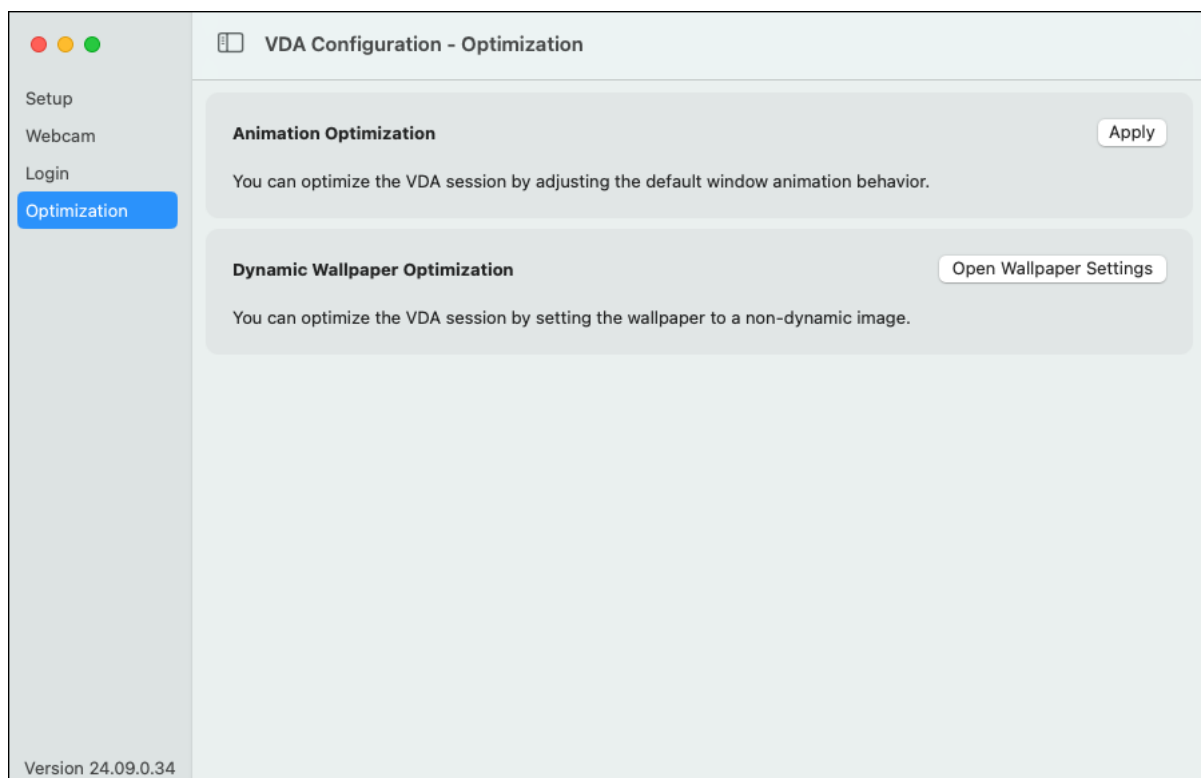 VDA Configuration - Optimization
Setup
Webcam
Login
Optimization
Animation Optimization
Apply
You can optimize the VDA session by adjusting the default window animation behavior.
Dynamic Wallpaper Optimization
Open Wallpaper Settings
You can optimize the VDA session by setting the wallpaper to a non-dynamic image.
Version 24.09.0.34